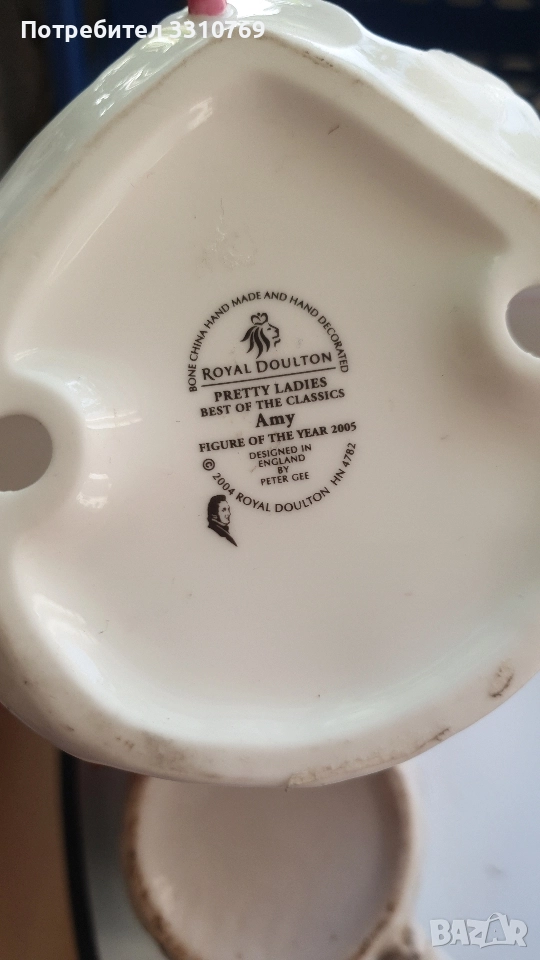 Потребител 3310769
BONE CHINA HAND MADE AND HAND DECORATED
ROYAL DOULTON
PRETTY LADIES
BEST OF THE CLASSICS
Amy
FIGURE OF THE YEAR 2005
DESIGNED IN
ENGLAND
BY
PETER GEE
© 2004 ROYAL DOULTON HN 4782
BAZAR